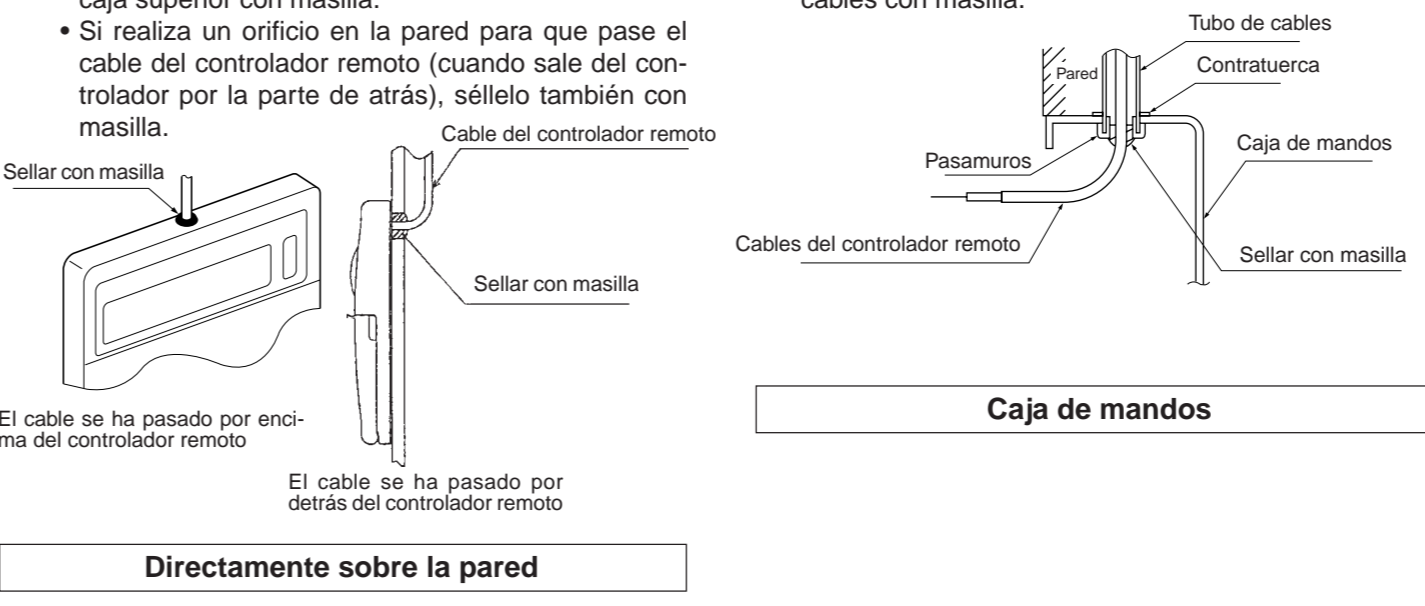 caja superior con masilla.
• Si realiza un orificio en la pared para que pase el
cable del controlador remoto (cuando sale del con-
trolador por la parte de atrás), séllelo también con
masilla.
Cable del controlador remoto
Sellar con masilla
Sellar con masilla
El cable se ha pasado por enci-
ma del controlador remoto
El cable se ha pasado por
detrás del controlador remoto
Directamente sobre la pared
cables con masilla.
Tubo de cables
Pared
Contratuerca
Caja de mandos
Pasamuros
Cables del controlador remoto
Sellar con masilla
Caja de mandos